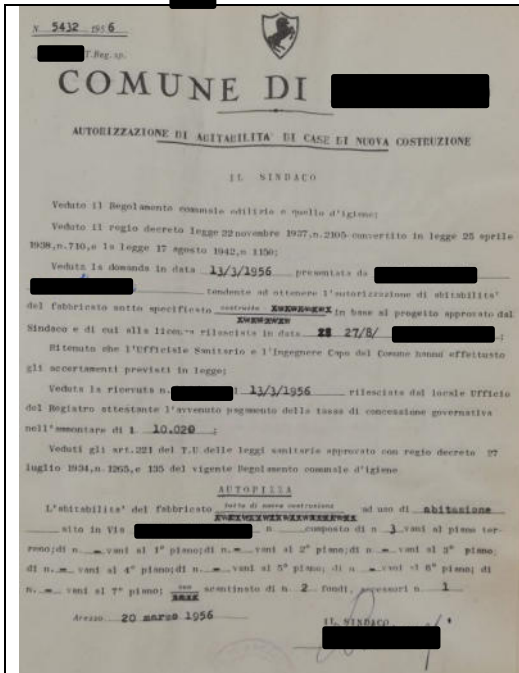 N. 5432 1956
T.Reg.sp.
COMUNE DI
AUTORIZZAZIONE DI ABITABILITA' DI CASE DI NUOVA COSTRUZIONE
IL SINDACO
Veduto il Regolamento comunale edilizio e quello d'igiene;
Veduto il regio decreto legge 22 novembre 1937,n.2105 convertito in legge 25 aprile
1938,n.710,e la legge 17 agosto 1942,n 1150;
Veduta la domanda in data 13/3/1956 presentata da
tendente ad ottenere l'autorizzazione di abitabilita'
del fabbricato sotto specificato costruito in base al progetto approvato dal
Sindaco e di cui alla licenza rilasciata in data 27/8/ ;
Ritenuto che l'Ufficiale Sanitario e l'Ingegnere Capo del Comune hanno effettuato
gli accertamenti previsti in legge;
Veduta la ricevuta n. 13/3/1956 rilasciata dal locale Ufficio
del Registro attestante l'avvenuto pagamento della tassa di concessione governativa
nell'ammontare di £ 10.020 ;
Veduti gli art.221 del T.U.delle leggi sanitarie approvato con regio decreto 27
luglio 1934,n.1265,e 135 del vigente Regolamento comunale d'igiene
AUTORIZZA
L'abitabilita' del fabbricato fatto di nuova costruzione ad uso di abitazione
sito in Via n composto di n 3 vani al piano ter-
reno;di n = vani al 1° piano;di n. = vani al 2° piano;di n = vani al 3° piano;
di n. = vani al 4° piano;di n = vani al 5° piano; di n = vani al 6° piano; di
n. = vani al 7° piano; scantinato di n. 2 fondi, accessori n 1
Arezzo 20 marzo 1956
IL SINDACO